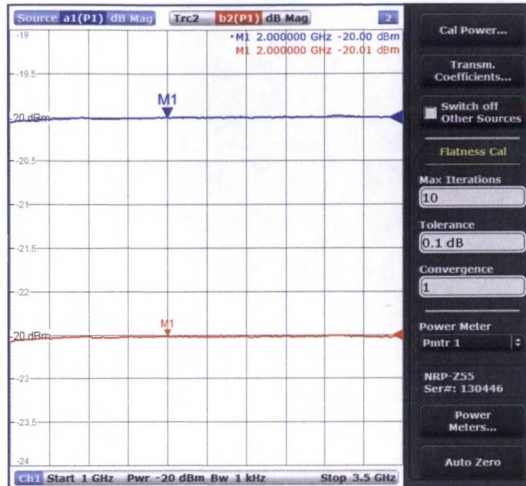 Source a1(P1) dB Mag Trc2 b2(P1) dB Mag 2
•M1 2.000000 GHz -20.00 dBm
M1 2.000000 GHz -20.01 dBm
-19
-19.5
M1
-20 dBm
-20.5
-21
-21.5
-22
M1
-20 dBm
-23
-23.5
-24
Ch1 Start 1 GHz Pwr -20 dBm Bw 1 kHz Stop 3.5 GHz
Cal Power...
Transm.
Coefficients...
Switch off
Other Sources
Flatness Cal
Max Iterations
10
Tolerance
0.1 dB
Convergence
1
Power Meter
Pmtr 1
NRP-Z55
Ser#: 130446
Power
Meters...
Auto Zero